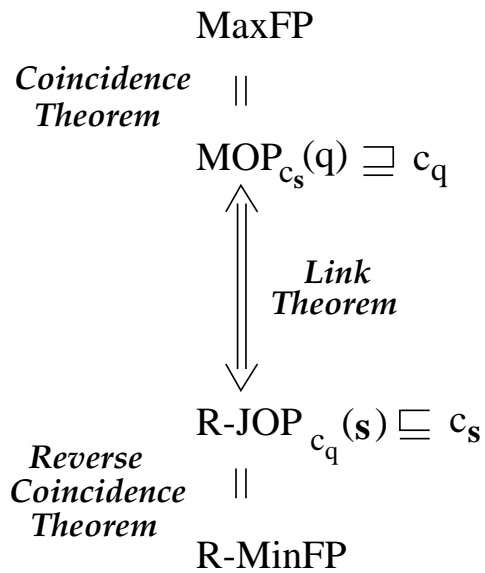 MaxFP
Coincidence
Theorem
||
MOP_{c_s}(q) ⊒ c_q
Link
Theorem
R-JOP_{c_q}(s) ⊑ c_s
Reverse
Coincidence
Theorem
||
R-MinFP